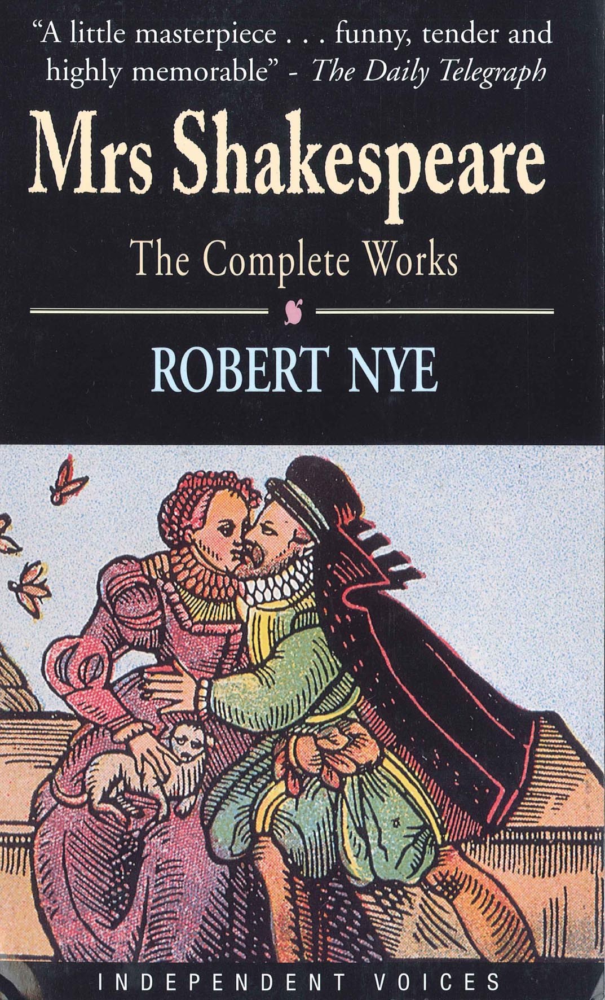 “A little masterpiece . . . funny, tender and
highly memorable” - The Daily Telegraph
Mrs Shakespeare
The Complete Works
ROBERT NYE
INDEPENDENT VOICES